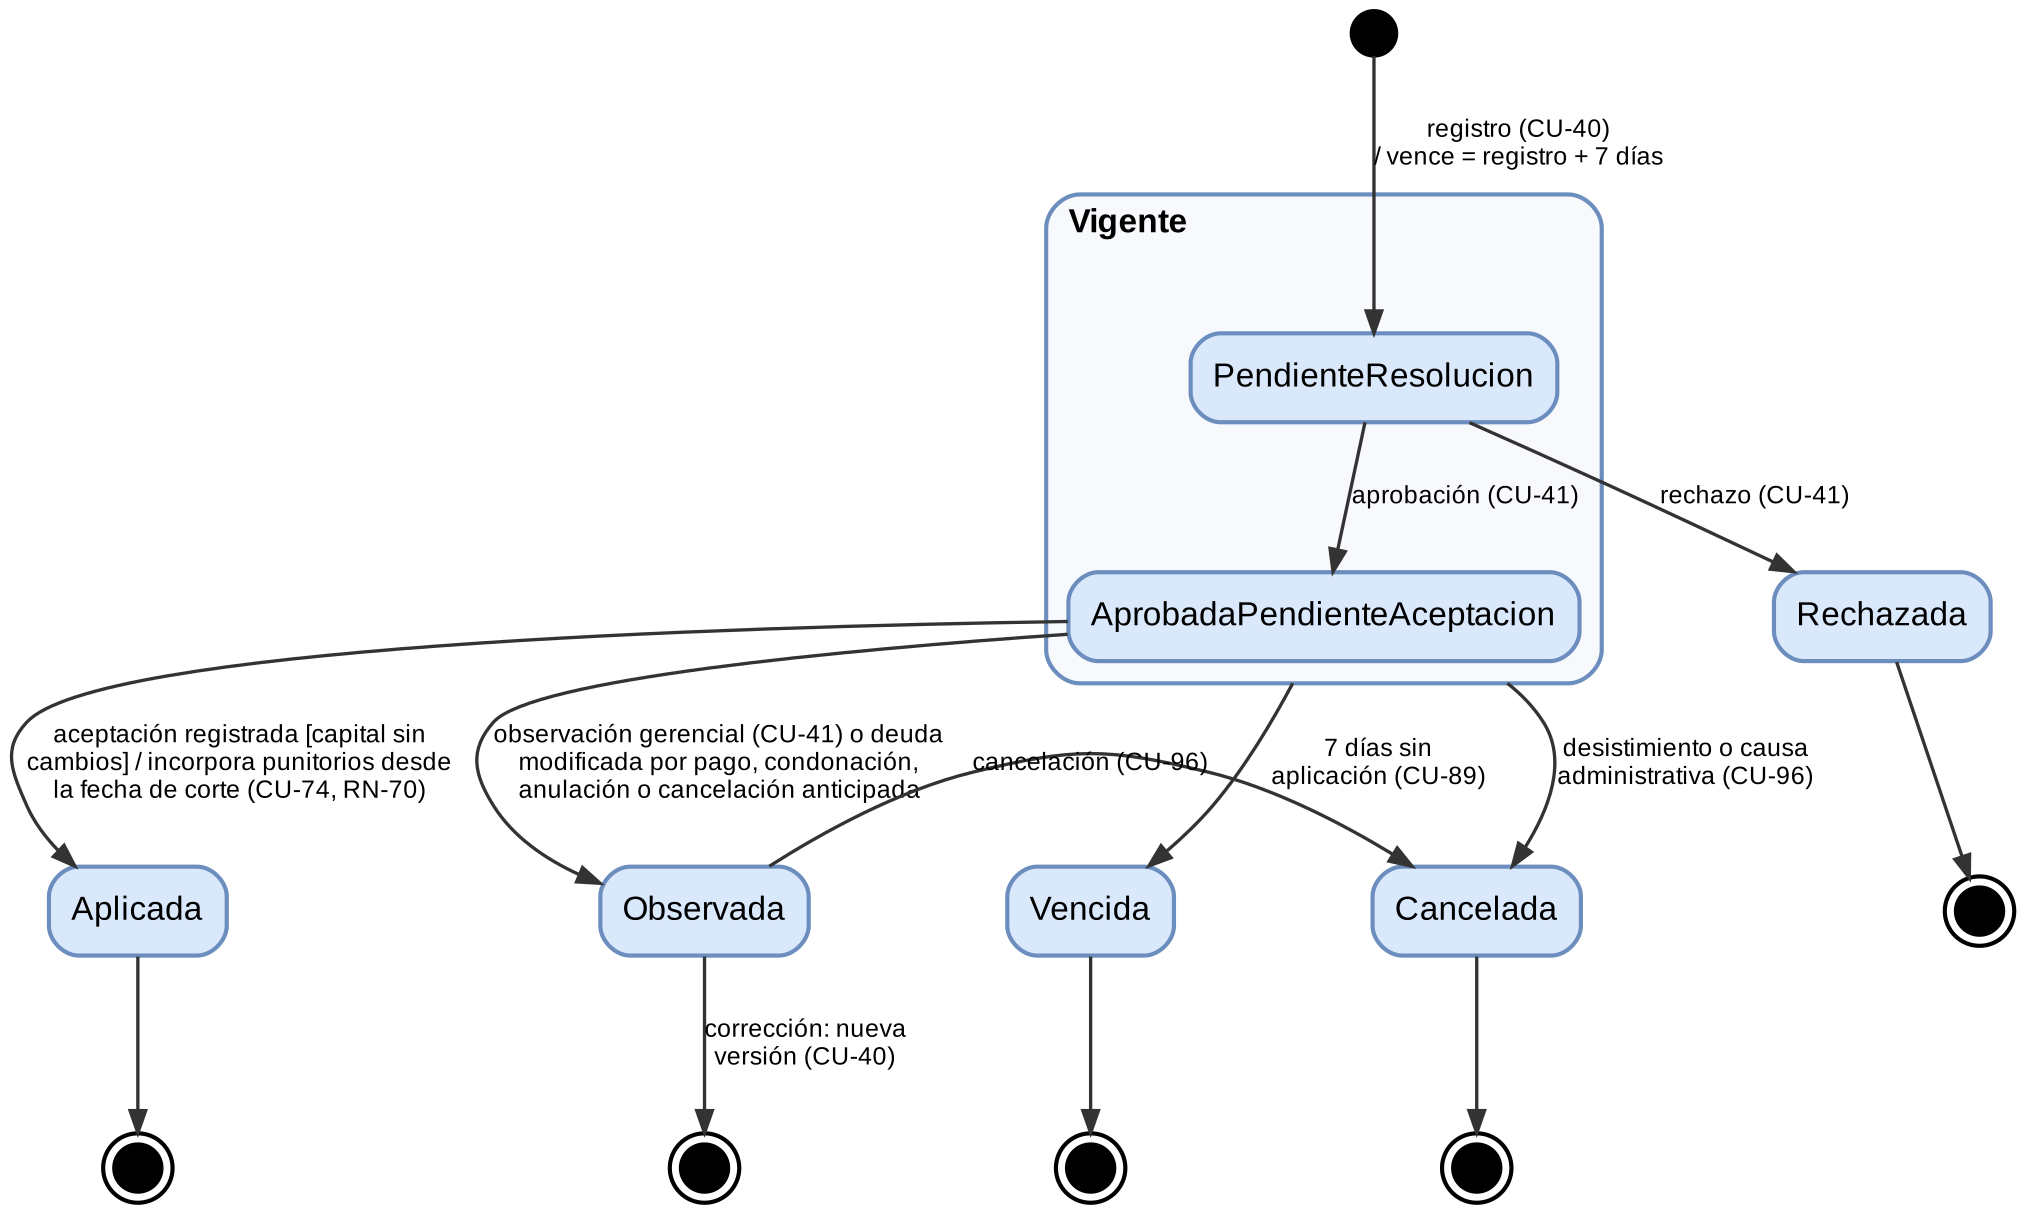 registro (CU-40)
/ vence = registro + 7 días
Vigente
PendienteResolucion
aprobación (CU-41)
rechazo (CU-41)
AprobadaPendienteAceptacion
Rechazada
aceptación registrada [capital sin
cambios] / incorpora punitorios desde
la fecha de corte (CU-74, RN-70)
observación gerencial (CU-41) o deuda
modificada por pago, condonación,
anulación o cancelación anticipada
cancelación (CU-96)
7 días sin
aplicación (CU-89)
desistimiento o causa
administrativa (CU-96)
Aplicada
Observada
Vencida
Cancelada
corrección: nueva
versión (CU-40)